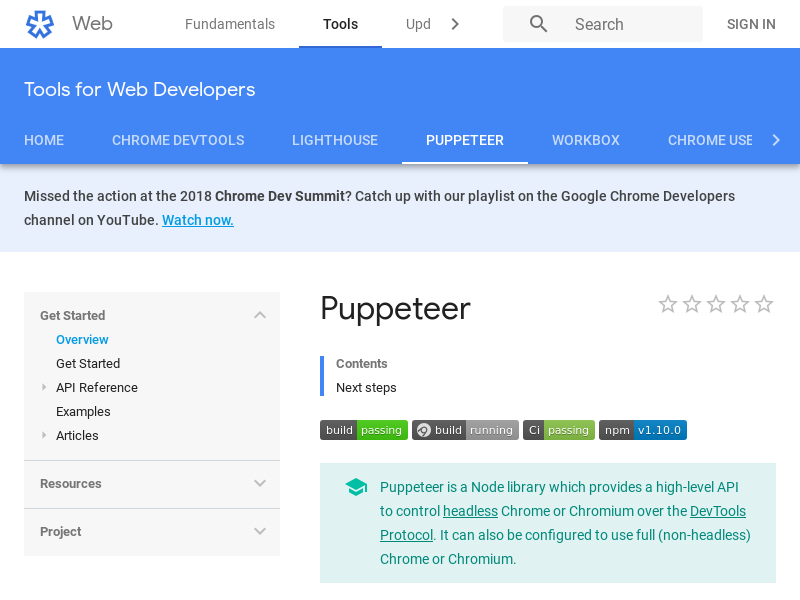 Web
Fundamentals
Tools
Upd
Search
SIGN IN
Tools for Web Developers
HOME
CHROME DEVTOOLS
LIGHTHOUSE
PUPPETEER
WORKBOX
CHROME USE
Missed the action at the 2018 Chrome Dev Summit? Catch up with our playlist on the Google Chrome Developers
channel on YouTube. Watch now.
Get Started
Overview
Get Started
API Reference
Examples
Articles
Resources
Project
Puppeteer
Contents
Next steps
build passing
build running
Ci passing
npm v1.10.0
Puppeteer is a Node library which provides a high-level API
to control headless Chrome or Chromium over the DevTools
Protocol. It can also be configured to use full (non-headless)
Chrome or Chromium.